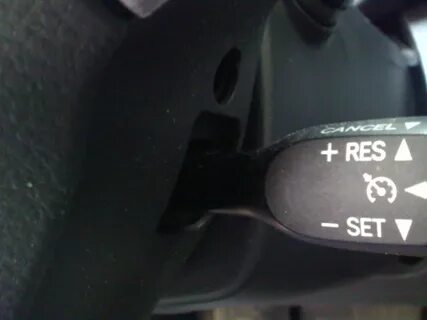 CANCEL ▼
+ RES ▲
◄
− SET ▼